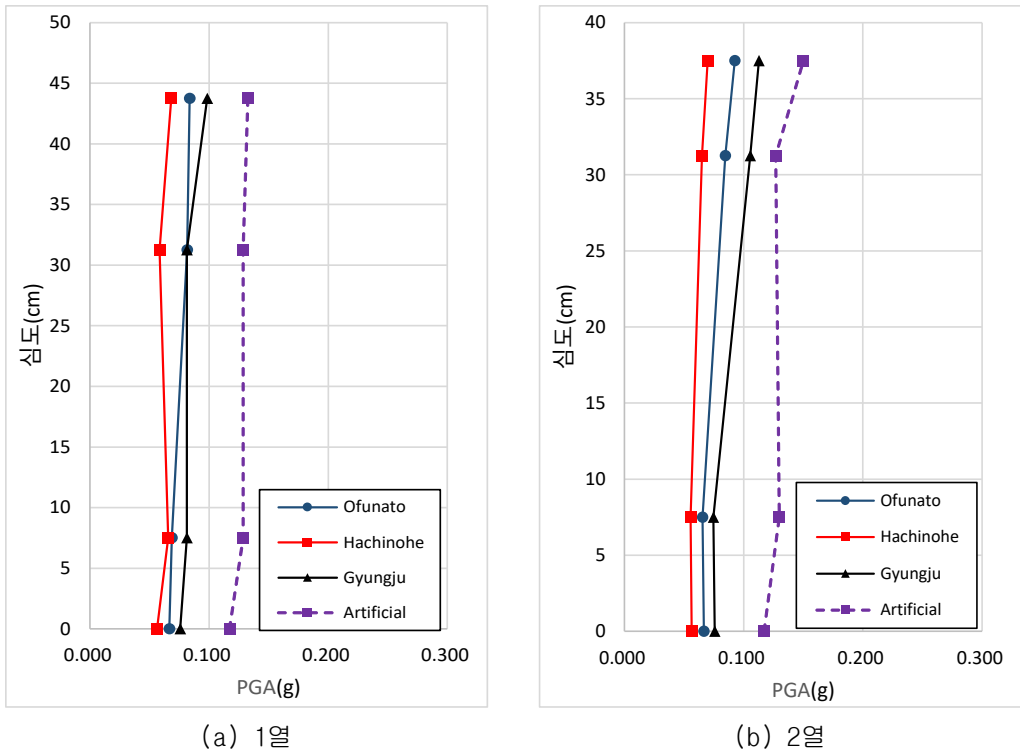 50
45
40
35
30
25
20
15
10
5
0
심도(cm)
0.000
0.100
0.200
0.300
PGA(g)
Ofunato
Hachinohe
Gyungju
Artificial
(a) 1열
40
35
30
25
20
15
10
5
0
심도(cm)
0.000
0.100
0.200
0.300
PGA(g)
Ofunato
Hachinohe
Gyungju
Artificial
(b) 2열